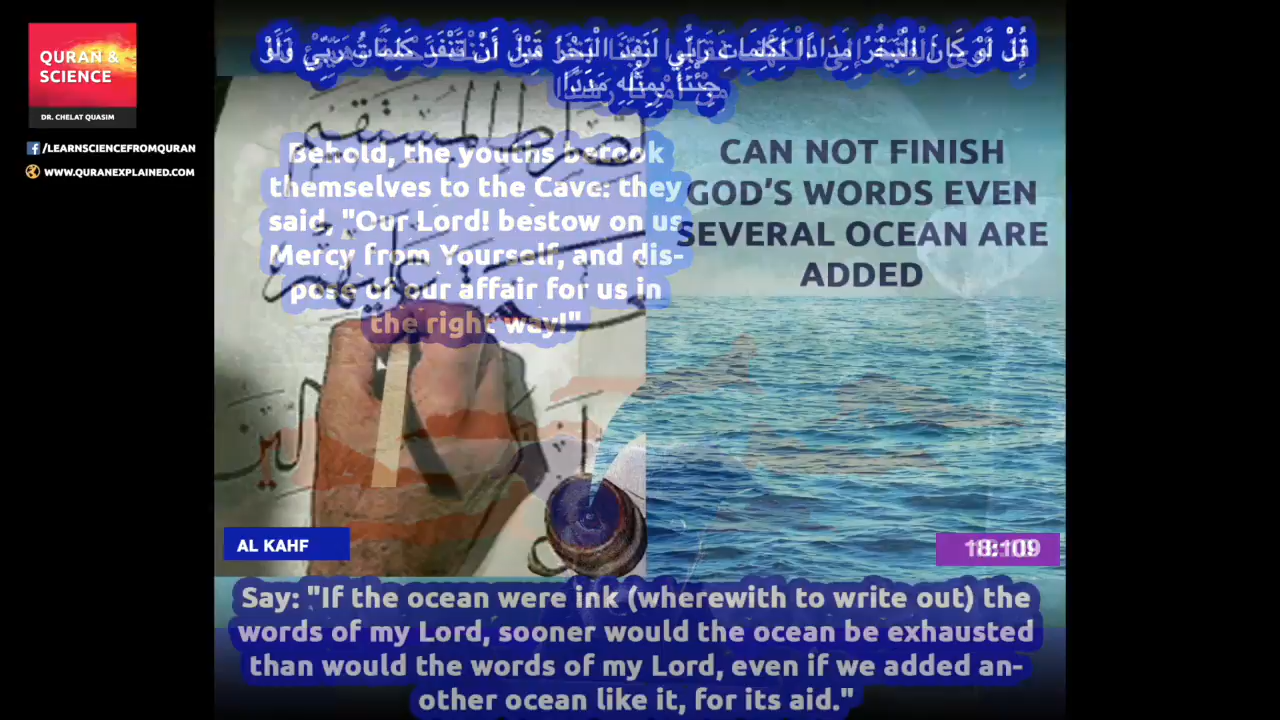 QURAN &
SCIENCE
DR. CHELAT QUASIM
/LEARNSCIENCEFROMQURAN
WWW.QURANEXPLAINED.COM
قُلْ لَوْ كَانَ الْبَحْرُ مِدَادًا لِكَلِمَاتِ رَبِّي لَنَفِدَ الْبَحْرُ قَبْلَ أَنْ تَنْفَدَ كَلِمَاتُ رَبِّي وَلَوْ
جِئْنَا بِمِثْلِهِ مَدَدًا
Behold, the youths betook
themselves to the Cave: they
said, "Our Lord! bestow on us
Mercy from Yourself, and dis-
pose of our affair for us in
the right way!"
CAN NOT FINISH
GOD'S WORDS EVEN
SEVERAL OCEAN ARE
ADDED
AL KAHF
18:109
Say: "If the ocean were ink (wherewith to write out) the
words of my Lord, sooner would the ocean be exhausted
than would the words of my Lord, even if we added an-
other ocean like it, for its aid."